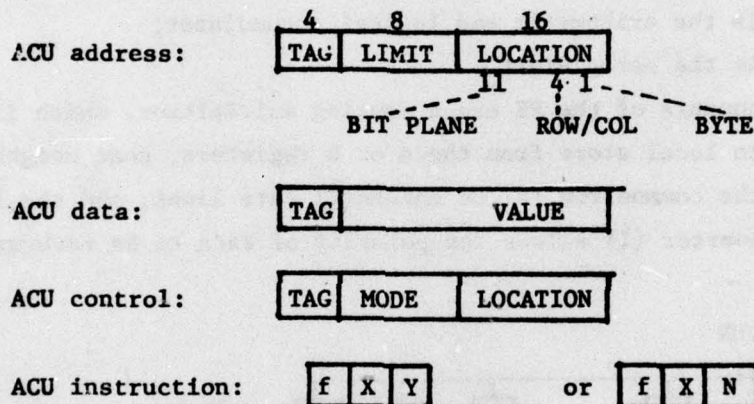 4 8 16
ACU address: TAG LIMIT LOCATION
11 4 1
BIT PLANE ROW/COL BYTE
ACU data: TAG VALUE
ACU control: TAG MODE LOCATION
ACU instruction: f X Y or f X N